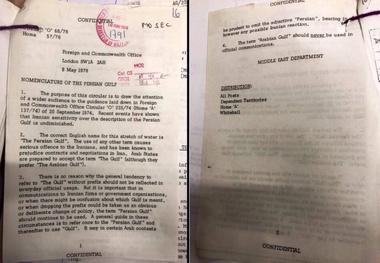 CONFIDENTIAL
'O' 68/78
Home 57/78
MO SEC
16
1791
Foreign and Commonwealth Office
London SW1A 2AH
8 May 1978
NOMENCLATURE OF THE PERSIAN GULF
1. The purpose of this circular is to draw the attention
of a wider audience to the guidance laid down in Foreign
and Commonwealth Office Circular 'O' 225/74 (Home 'A'
of 20 September 1974. Recent events have shown
that Iranian sensitivity over the description of the Persian
Gulf is undiminished.
2. The correct English name for this stretch of water is
"The Persian Gulf". The use of any other term causes
serious offence to the Iranians, and has been known to
prejudice contracts and negotiations in Iran. Arab States
are prepared to accept the term "The Gulf" (although they
prefer "The Arabian Gulf").
3. There is no reason why the general tendency to
refer to "The Gulf" without prefix should not be reflected in
everyday official usage. But it is important that in
communications to Iranian firms or government organisations,
or when there might be confusion about which Gulf is meant,
or when dropping the prefix could be taken as an obvious
or deliberate change of policy, the term "Persian Gulf"
should continue to be used. A general guide in these
circumstances is to refer once to the "Persian Gulf" and
thereafter to use "Gulf". It may in certain Arab contexts
1
CONFIDENTIAL
CONFIDENTIAL
be prudent to omit the adjective "Persian", bearing in
however any possible Iranian reaction.
4. The term "Arabian Gulf" should never be used in
official communications.
MIDDLE EAST DEPARTMENT
DISTRIBUTION:
All Posts
Dependent Territories
Home 'A'
Whitehall
CONFIDENTIAL